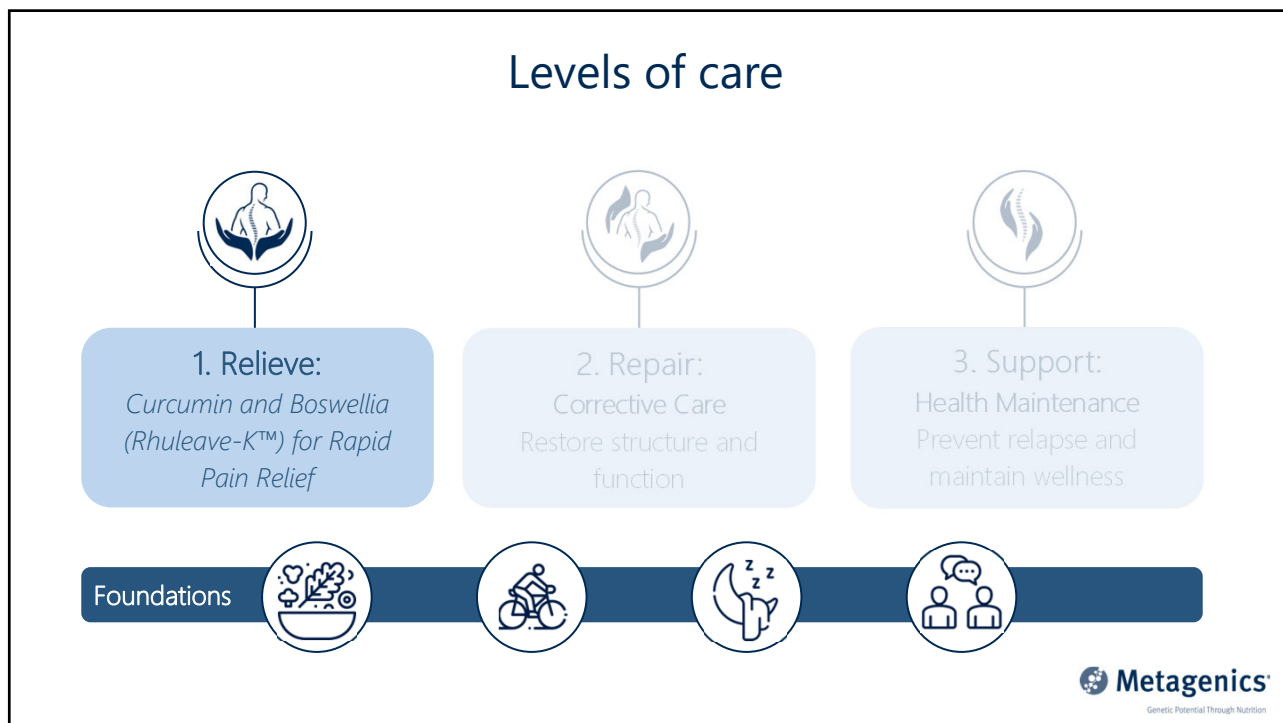 Levels of care
1. Relieve:
Curcumin and Boswellia
(Rhuleave-K™) for Rapid
Pain Relief
2. Repair:
Corrective Care
Restore structure and
function
3. Support:
Health Maintenance
Prevent relapse and
maintain wellness
Foundations
z z
z z
Metagenics
Genetic Potential Through Nutrition